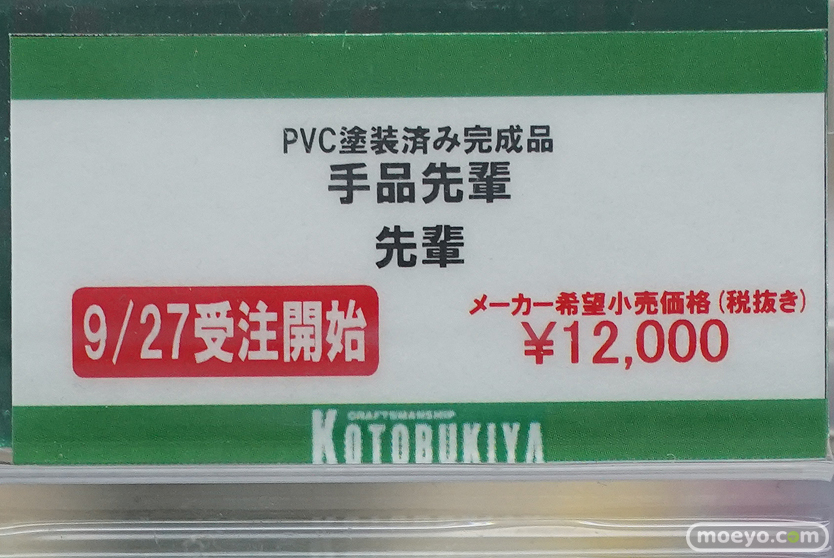 PVC塗装済み完成品
手品先輩
先輩
9/27受注開始
メーカー希望小売価格(税抜き)
¥12,000
CRAFTSMANSHIP
KOTOBUKIYA
moeyo.com